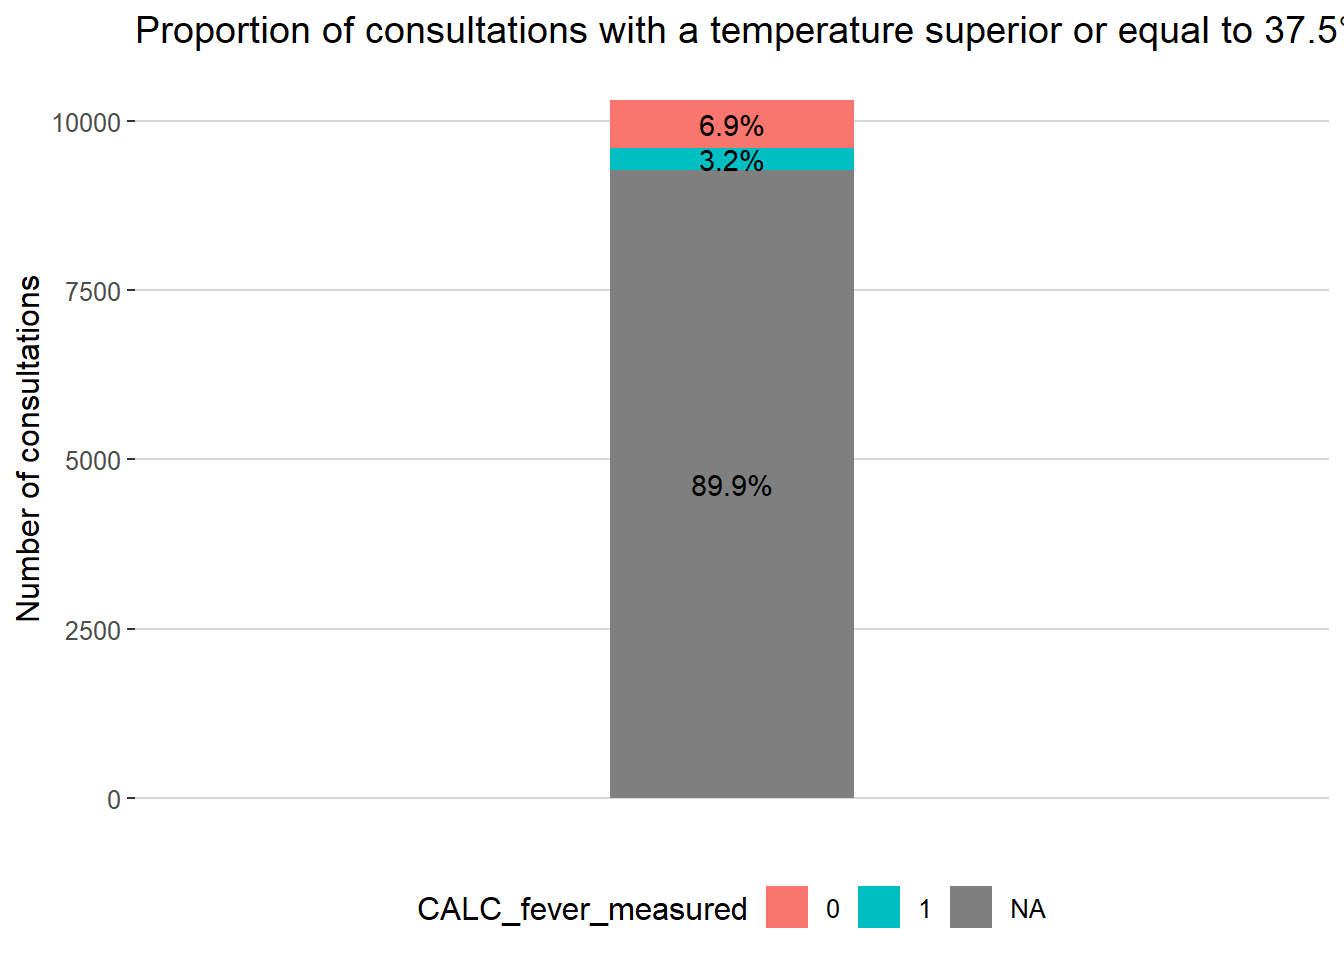 Proportion of consultations with a temperature superior or equal to 37.5°
10000
7500
5000
2500
0
Number of consultations
6.9%
3.2%
89.9%
CALC_fever_measured 0 1 NA